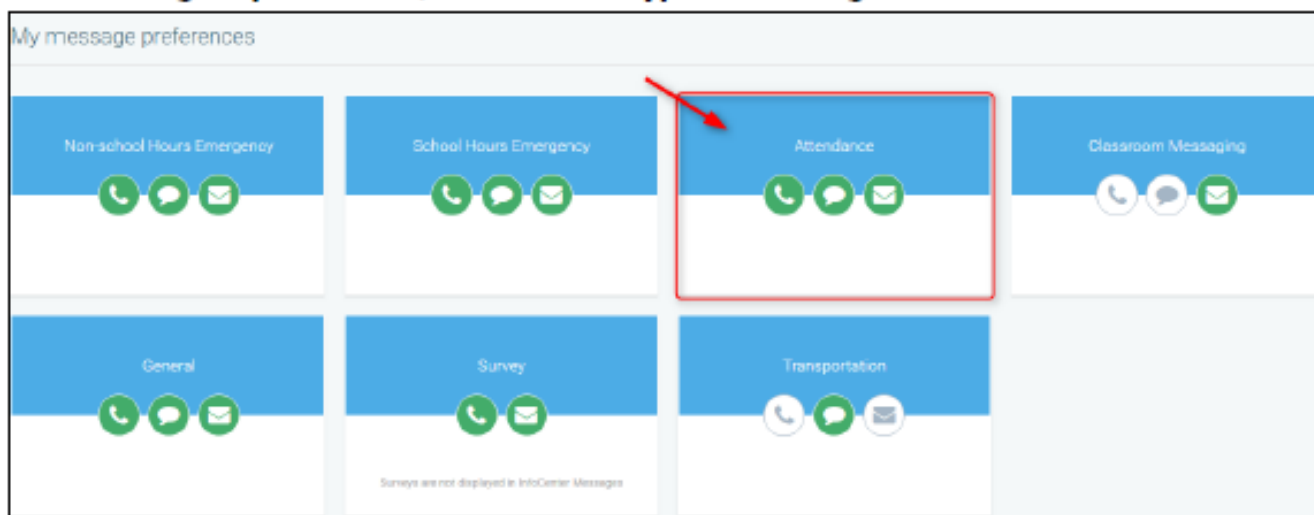 My message preferences
Non-school Hours Emergency
School Hours Emergency
Attendance
Classroom Messaging
General
Survey
Transportation
Surveys are not displayed in InfoCenter Messages